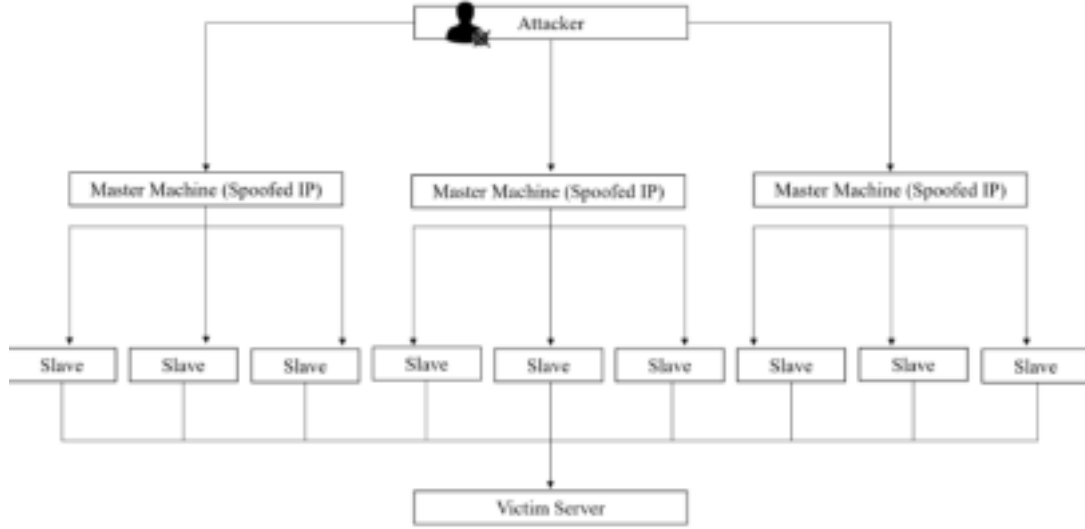 Attacker
Master Machine (Spoofed IP)
Master Machine (Spoofed IP)
Master Machine (Spoofed IP)
Slave
Slave
Slave
Slave
Slave
Slave
Slave
Slave
Slave
Victim Server